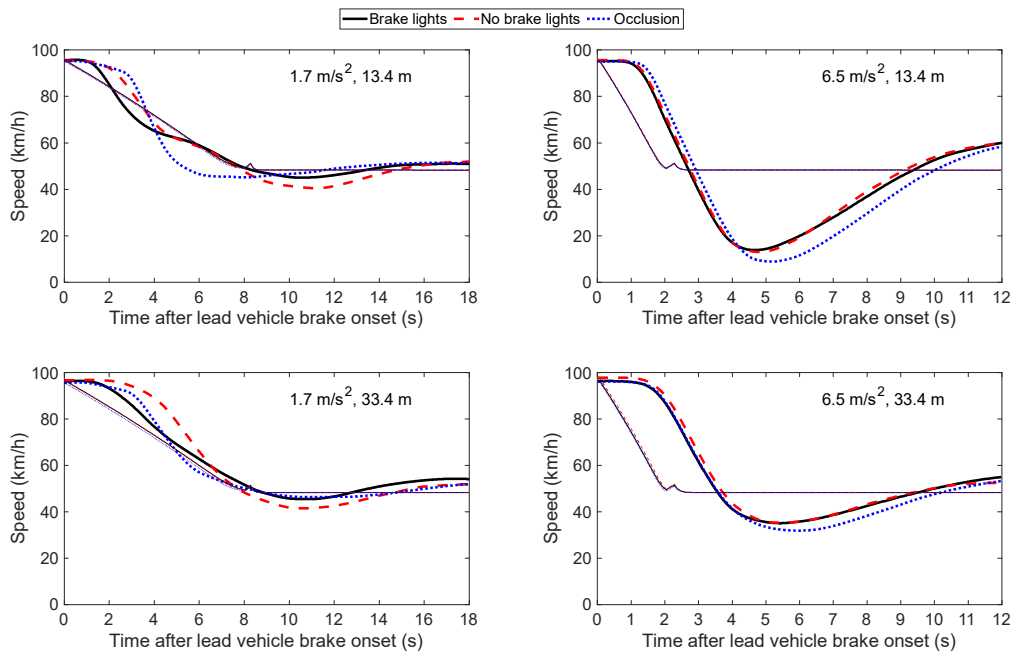 Brake lights No brake lights Occlusion
1.7 m/s², 13.4 m
100
80
60
40
20
0
Speed (km/h)
0 2 4 6 8 10 12 14 16 18
Time after lead vehicle brake onset (s)
6.5 m/s², 13.4 m
100
80
60
40
20
0
Speed (km/h)
0 1 2 3 4 5 6 7 8 9 10 11 12
Time after lead vehicle brake onset (s)
1.7 m/s², 33.4 m
100
80
60
40
20
0
Speed (km/h)
0 2 4 6 8 10 12 14 16 18
Time after lead vehicle brake onset (s)
6.5 m/s², 33.4 m
100
80
60
40
20
0
Speed (km/h)
0 1 2 3 4 5 6 7 8 9 10 11 12
Time after lead vehicle brake onset (s)